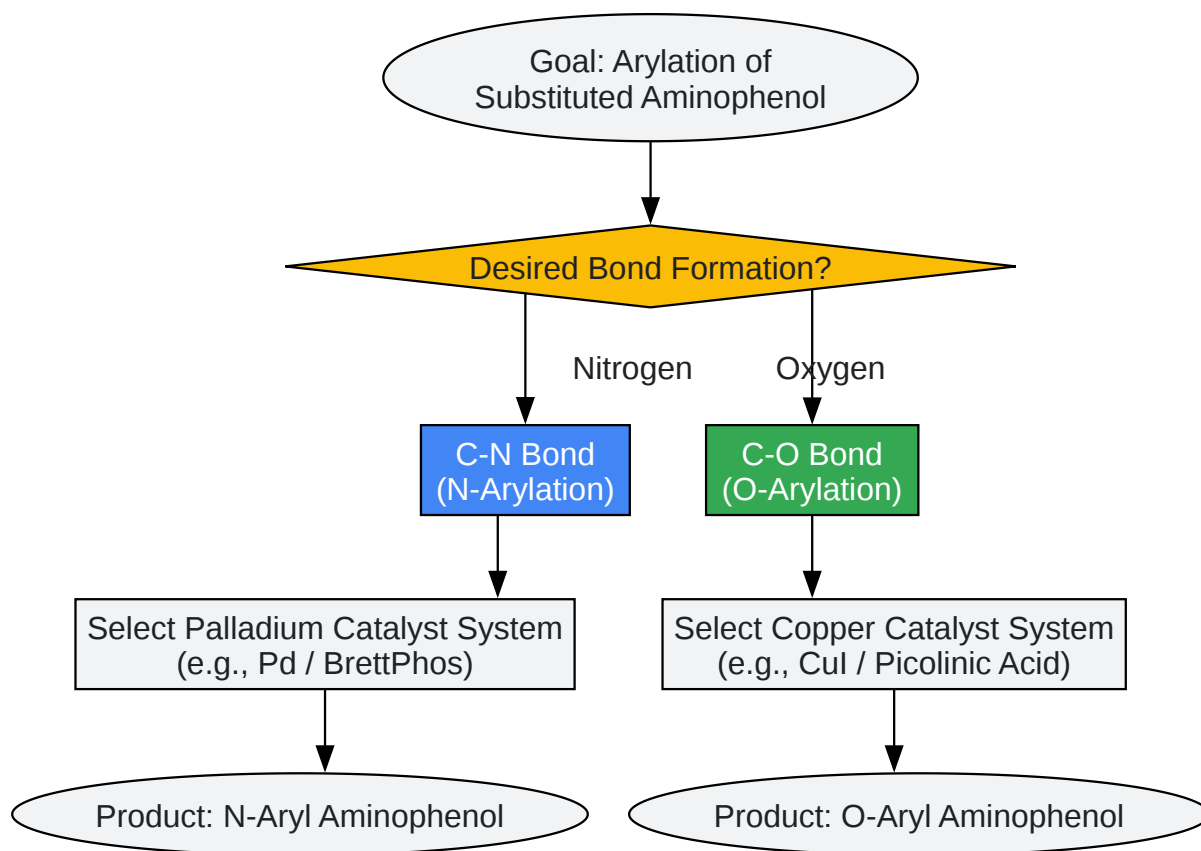 Goal: Arylation of
Substituted Aminophenol
Desired Bond Formation?
Nitrogen
Oxygen
C-N Bond
(N-Arylation)
C-O Bond
(O-Arylation)
Select Palladium Catalyst System
(e.g., Pd / BrettPhos)
Select Copper Catalyst System
(e.g., CuI / Picolinic Acid)
Product: N-Aryl Aminophenol
Product: O-Aryl Aminophenol